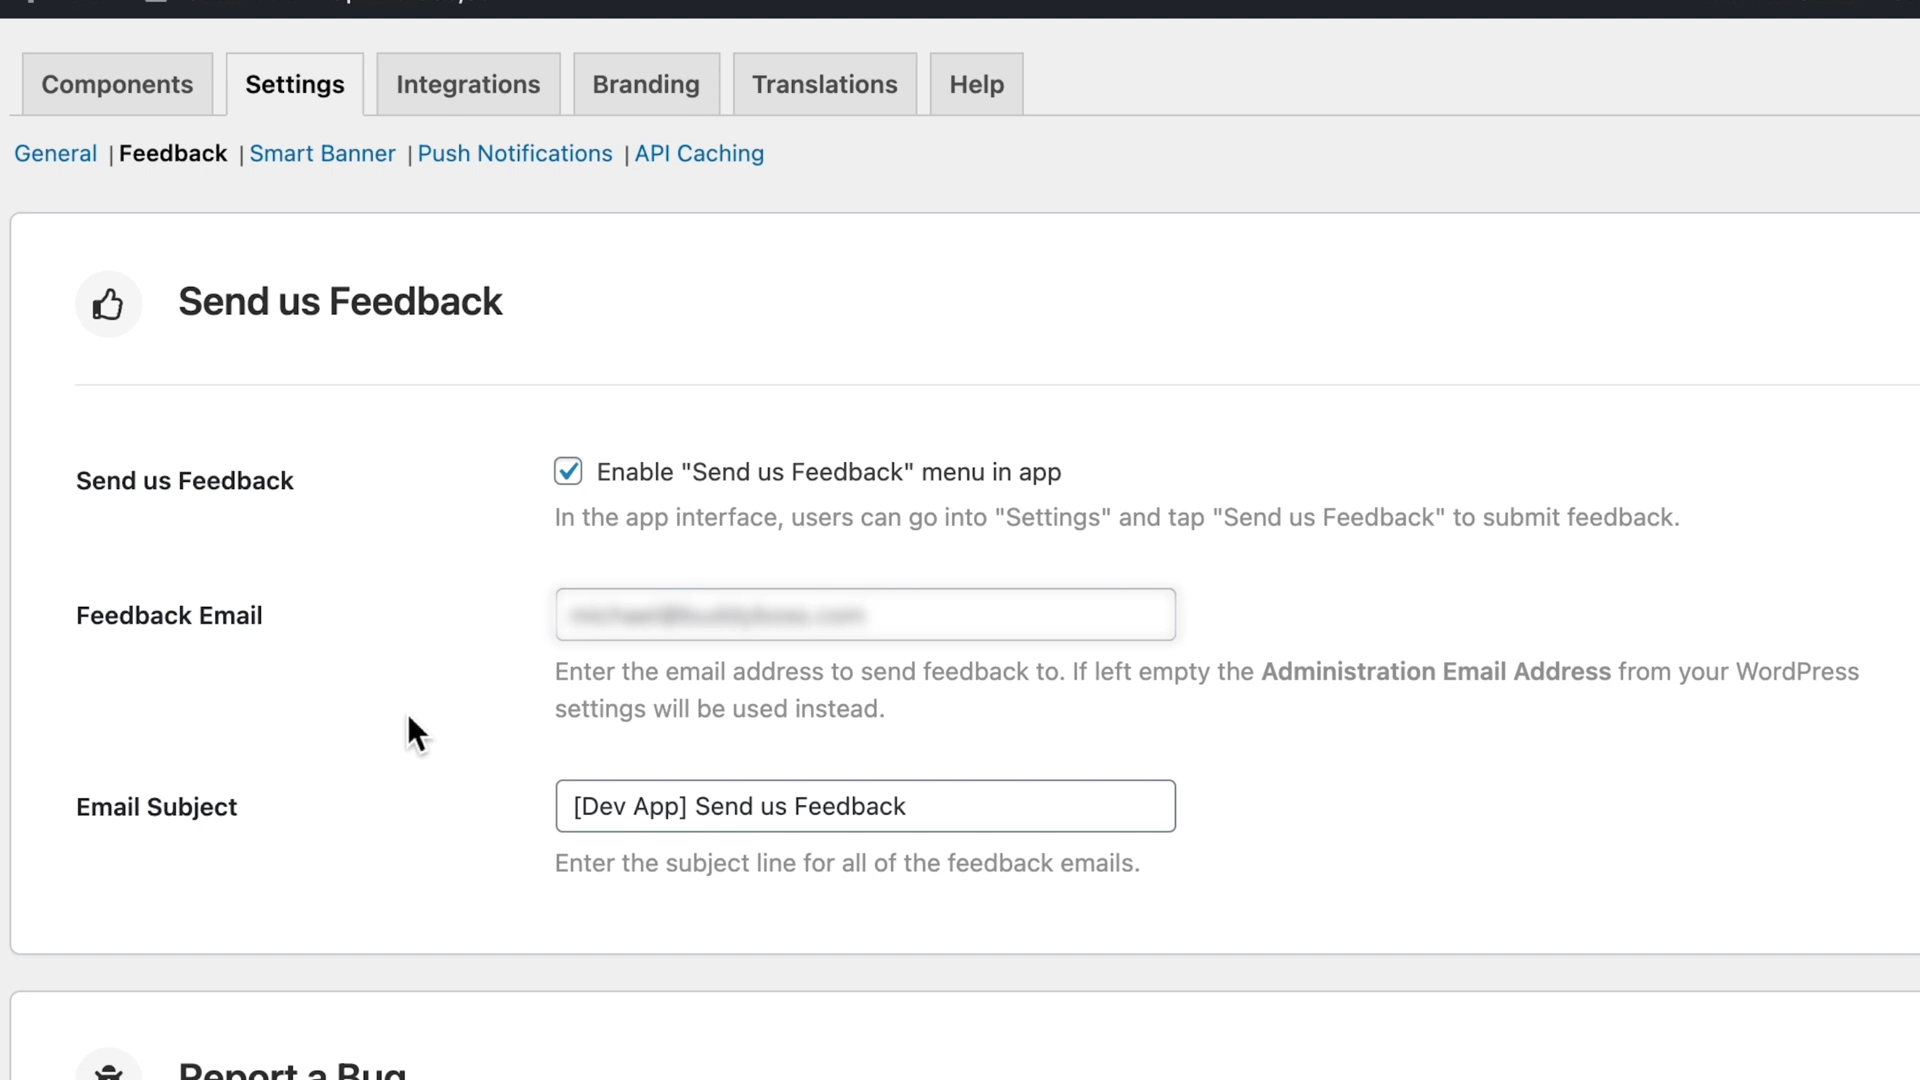 Components Settings Integrations Branding Translations Help
General | Feedback | Smart Banner | Push Notifications | API Caching
Send us Feedback
Send us Feedback
Enable "Send us Feedback" menu in app
In the app interface, users can go into "Settings" and tap "Send us Feedback" to submit feedback.
Feedback Email
Enter the email address to send feedback to. If left empty the Administration Email Address from your WordPress
settings will be used instead.
Email Subject
[Dev App] Send us Feedback
Enter the subject line for all of the feedback emails.
Report a Bug